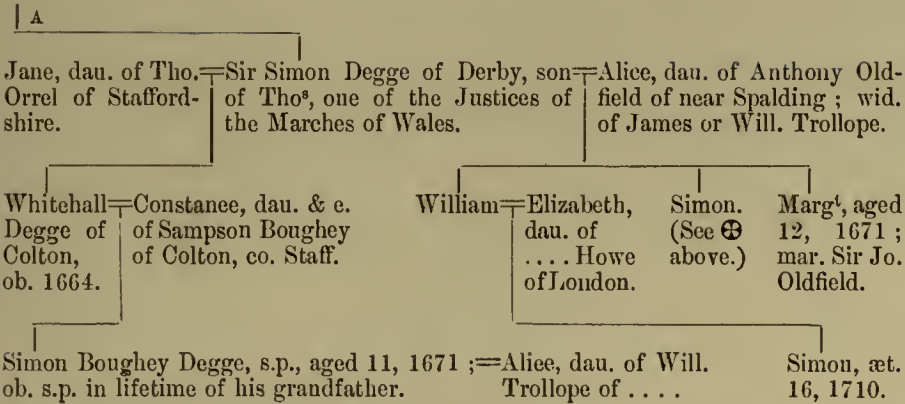 A
Jane, dau. of Tho.
Orrel of Stafford-
shire.
Sir Simon Degge of Derby, son
of Thoˢ, one of the Justices of
the Marches of Wales.
Alice, dau. of Anthony Old-
field of near Spalding ; wid.
of James or Will. Trollope.
Whitehall
Degge of
Colton,
ob. 1664.
Constance, dau. & e.
of Sampson Boughey
of Colton, co. Staff.
William
Elizabeth,
dau. of
.... Howe
of London.
Simon.
(See ⊕
above.)
Margᵗ, aged
12, 1671 ;
mar. Sir Jo.
Oldfield.
Simon Boughey Degge, s.p., aged 11, 1671 ;
ob. s.p. in lifetime of his grandfather.
Alice, dau. of Will.
Trollope of ....
Simon, æt.
16, 1710.